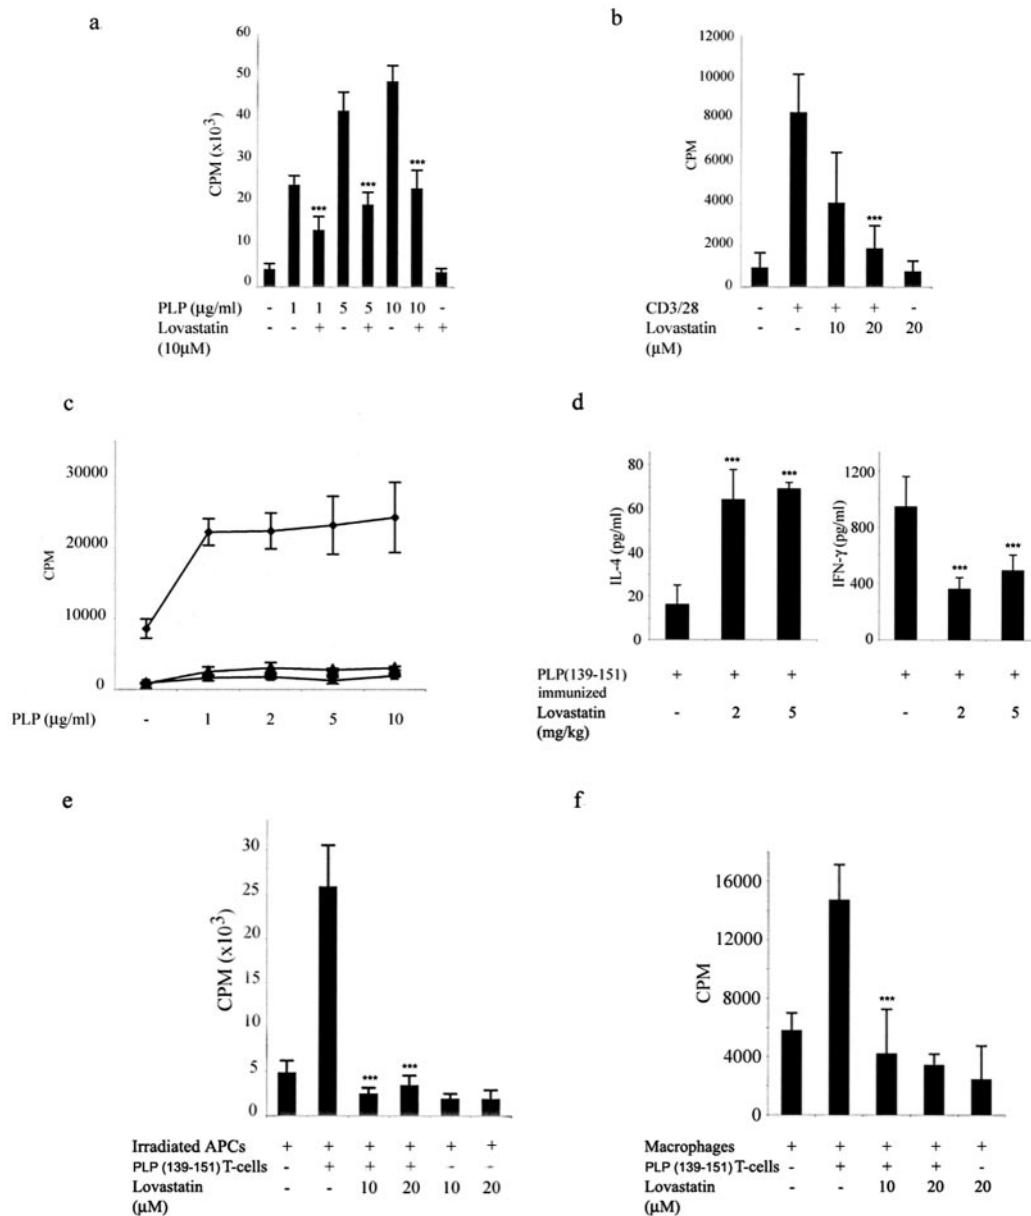 a
60
50
40
30
20
10
0
CPM (x10³)
*** *** ***
PLP (µg/ml) - 1 1 5 5 10 10 -
Lovastatin - - + - + - + +
(10µM)
b
12000
10000
8000
6000
4000
2000
0
CPM
***
CD3/28 - + + + -
Lovastatin - - 10 20 20
(µM)
c
30000
20000
10000
0
CPM
PLP (µg/ml) - 1 2 5 10
d
80
60
40
20
0
IL-4 (pg/ml)
*** ***
1200
800
400
0
IFN-γ (pg/ml)
*** ***
PLP(139-151) + + + + + +
immunized
Lovastatin - 2 5 - 2 5
(mg/kg)
e
30
25
20
15
10
5
0
CPM (x10³)
*** ***
Irradiated APCs + + + + + +
PLP (139-151) T-cells - + + + - -
Lovastatin - - 10 20 10 20
(µM)
f
16000
12000
8000
4000
0
CPM
***
Macrophages + + + + +
PLP (139-151) T-cells - + + + -
Lovastatin - - 10 20 20
(µM)